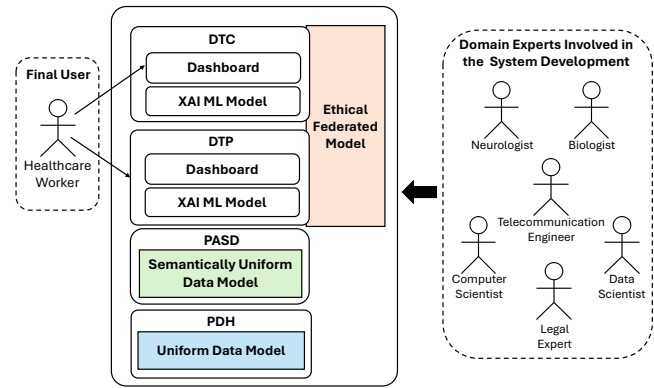 Final User
Healthcare
Worker
DTC
Dashboard
XAI ML Model
DTP
Dashboard
XAI ML Model
Ethical
Federated
Model
PASD
Semantically Uniform
Data Model
PDH
Uniform Data Model
Domain Experts Involved in
the System Development
Neurologist
Biologist
Telecommunication
Engineer
Computer
Scientist
Data
Scientist
Legal
Expert